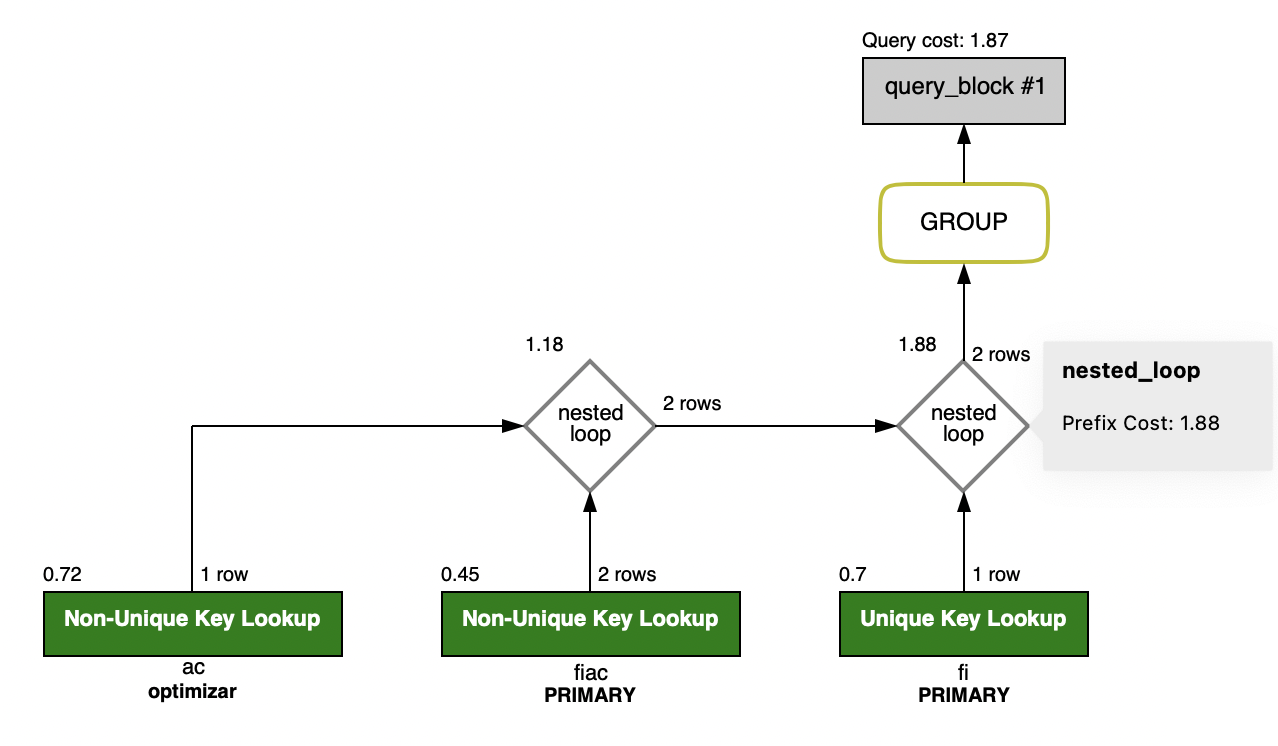 Query cost: 1.87
query_block #1
GROUP
1.18
1.88
2 rows
nested_loop
Prefix Cost: 1.88
nested
loop
2 rows
nested
loop
0.72
1 row
0.45
2 rows
0.7
1 row
Non-Unique Key Lookup
Non-Unique Key Lookup
Unique Key Lookup
ac
optimizar
fiac
PRIMARY
fi
PRIMARY